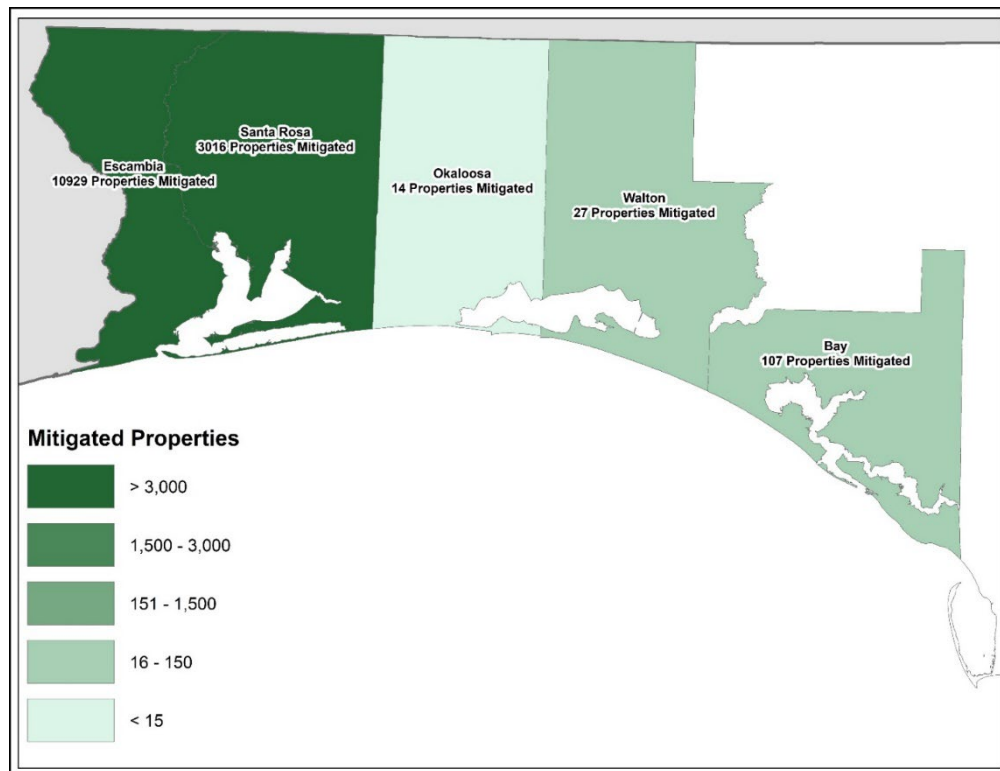 Santa Rosa
3016 Properties Mitigated
Escambia
10929 Properties Mitigated
Okaloosa
14 Properties Mitigated
Walton
27 Properties Mitigated
Bay
107 Properties Mitigated
Mitigated Properties
> 3,000
1,500 - 3,000
151 - 1,500
16 - 150
< 15